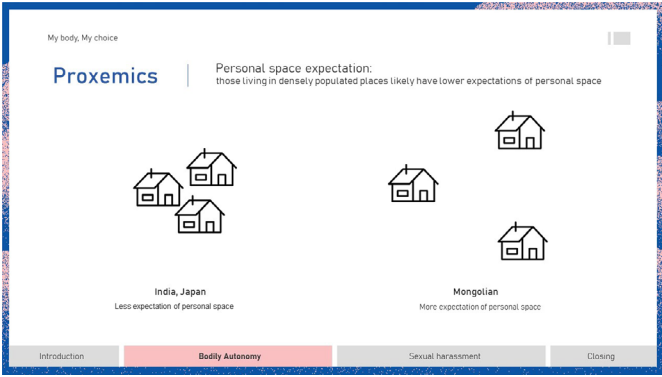 My body, My choice
Proxemics
Personal space expectation:
those living in densely populated places likely have lower expectations of personal space
India, Japan
Less expectation of personal space
Mongolian
More expectation of personal space
Introduction
Bodily Autonomy
Sexual harassment
Closing